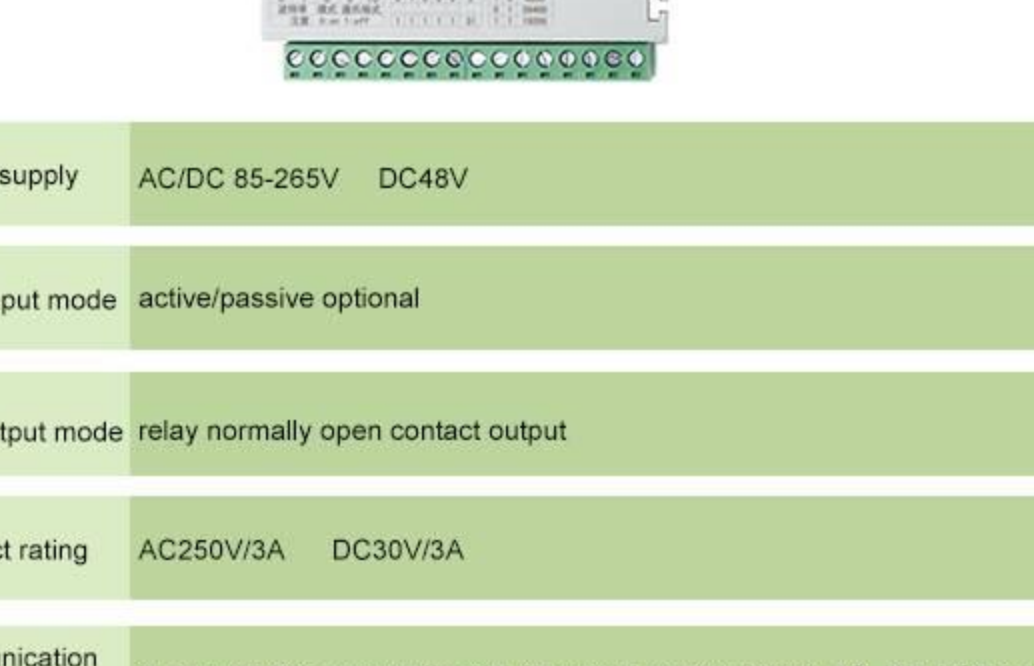 supply
AC/DC 85-265V DC48V
put mode
active/passive optional
tput mode
relay normally open contact output
ct rating
AC250V/3A DC30V/3A
nication